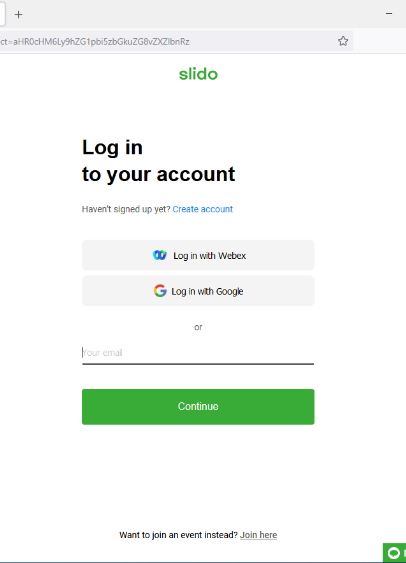 ct=aHR0cHM6Ly9hZG1pbi5zbGkuZG8vZXZlbnRz
slido
Log in
to your account
Haven't signed up yet? Create account
Log in with Webex
Log in with Google
or
Your email
Continue
Want to join an event instead? Join here